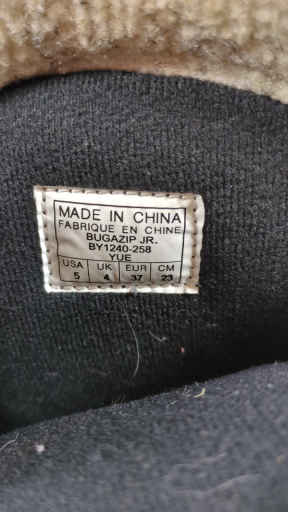 MADE IN CHINA
FABRIQUE EN CHINE
BUGAZIP JR.
BY1240-258
YUE
USA UK EUR CM
5 4 37 23